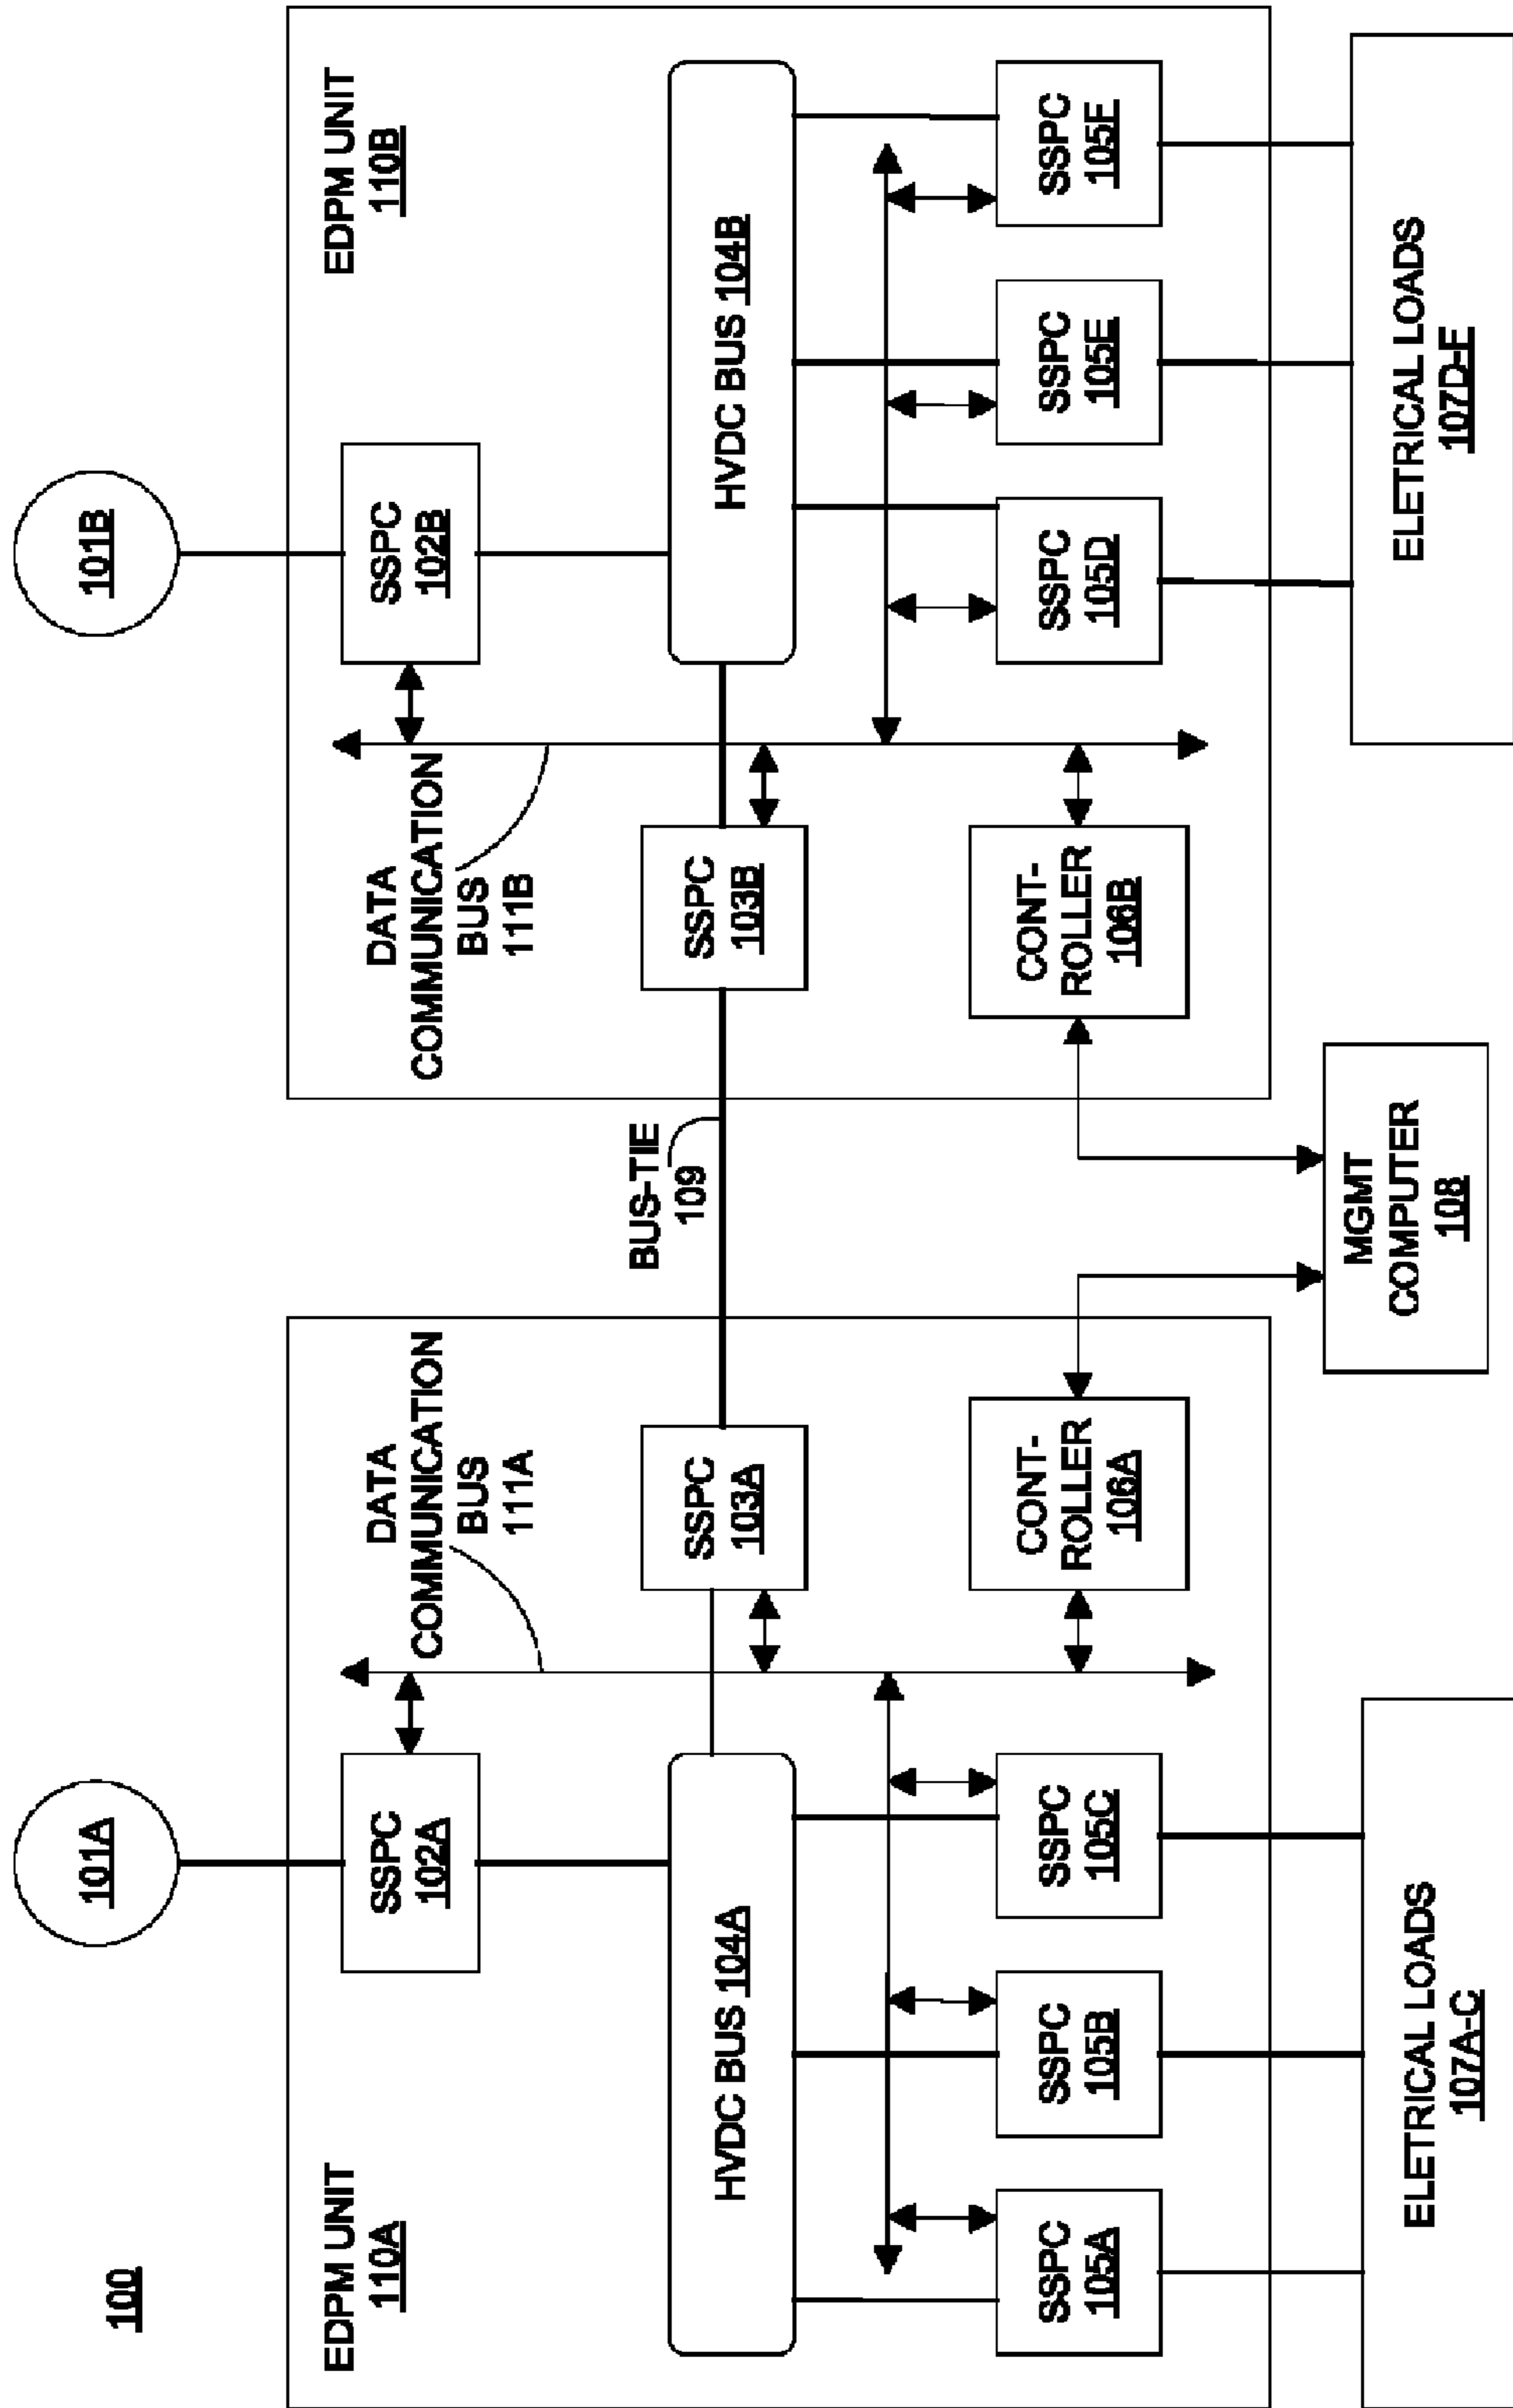 100
101A
101B
EDPM UNIT
110A
SSPC
102A
DATA
COMMUNICATION
BUS
111A
HVDC BUS 104A
SSPC
103A
SSPC
105A
SSPC
105B
SSPC
105C
CONT-
ROLLER
106A
ELETRICAL LOADS
107A-C
BUS-TIE
109
MGMT
COMPUTER
108
EDPM UNIT
110B
SSPC
102B
DATA
COMMUNICATION
BUS
111B
SSPC
103B
HVDC BUS 104B
CONT-
ROLLER
106B
SSPC
105D
SSPC
105E
SSPC
105F
ELETRICAL LOADS
107D-F